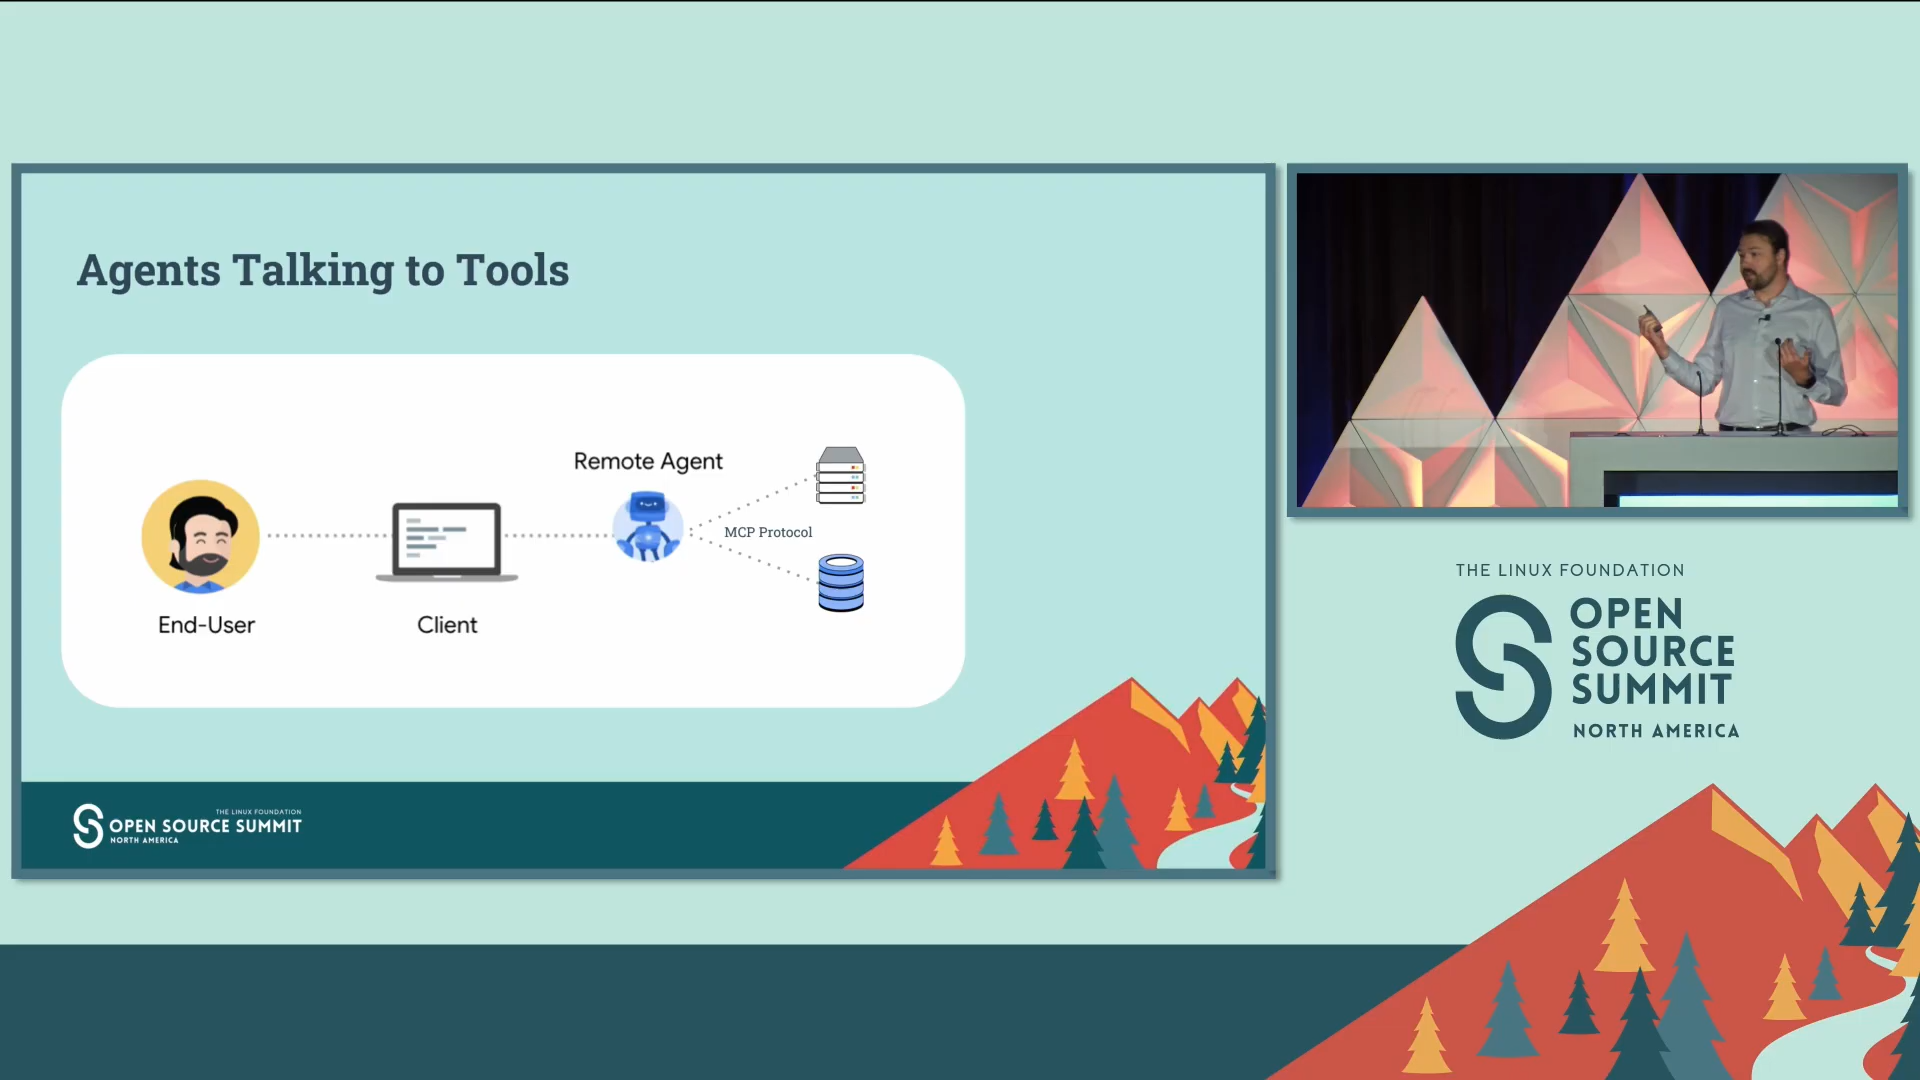 Agents Talking to Tools
Remote Agent
MCP Protocol
End-User
Client
THE LINUX FOUNDATION
OPEN SOURCE SUMMIT
NORTH AMERICA
THE LINUX FOUNDATION
OPEN
SOURCE
SUMMIT
NORTH AMERICA